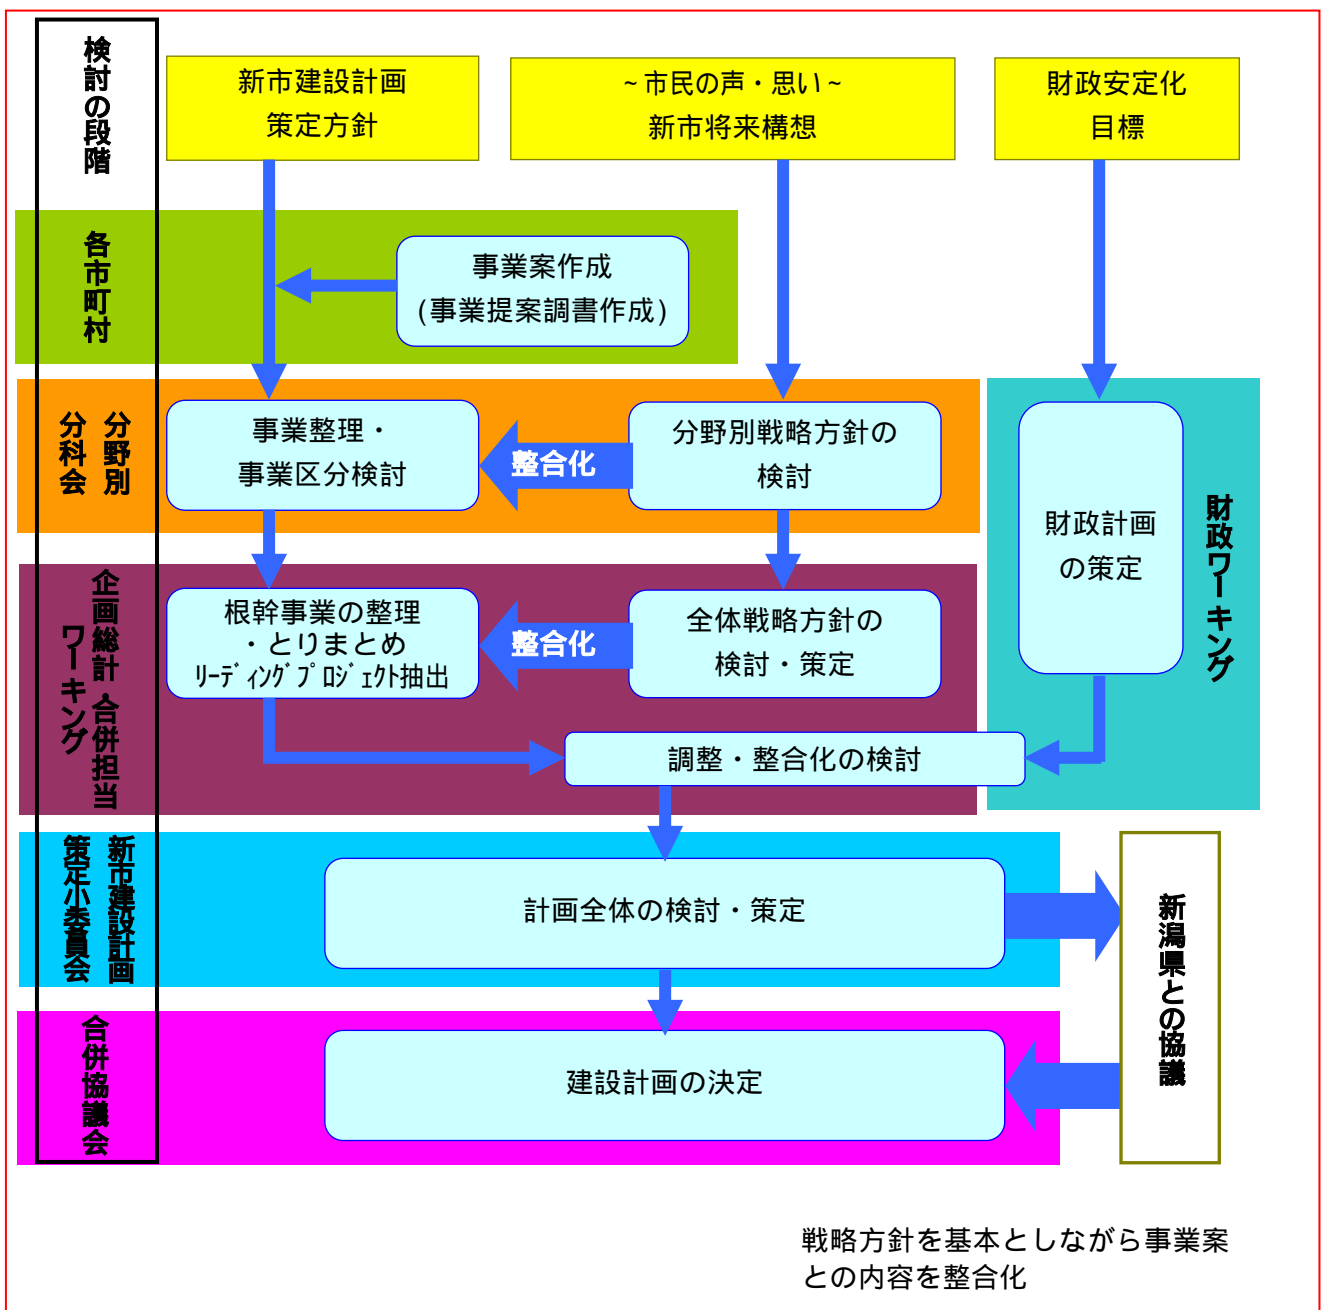 検討の段階
新市建設計画
策定方針
~市民の声・思い~
新市将来構想
財政安定化
目標
各市町村
事業案作成
(事業提案調書作成)
分野別
分科会
事業整理・
事業区分検討
整合化
分野別戦略方針の
検討
財政計画
の策定
財政ワーキング
企画総計・合併担当
ワーキング
根幹事業の整理
・とりまとめ
ﾘｰﾃﾞｨﾝｸﾞﾌﾟﾛｼﾞｪｸﾄ抽出
整合化
全体戦略方針の
検討・策定
調整・整合化の検討
新市建設計画
策定小委員会
計画全体の検討・策定
新潟県との協議
合併協議会
建設計画の決定
戦略方針を基本としながら事業案
との内容を整合化